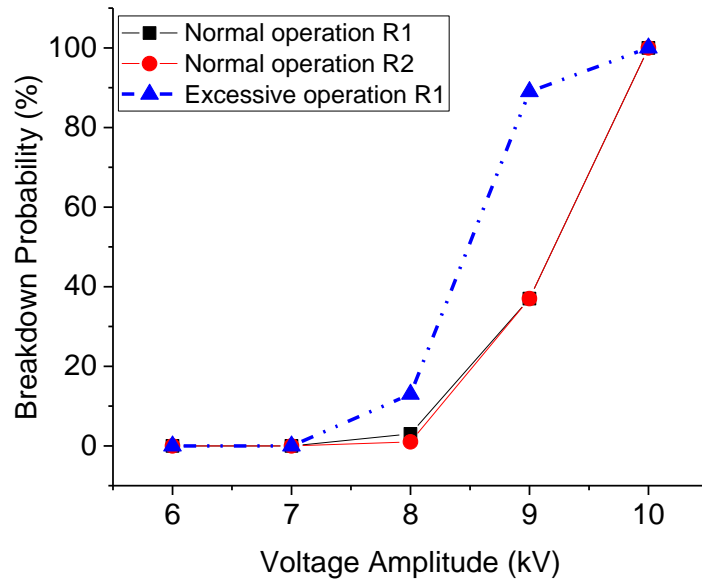 Normal operation R1
Normal operation R2
Excessive operation R1
Breakdown Probability (%)
100
80
60
40
20
0
6 7 8 9 10
Voltage Amplitude (kV)